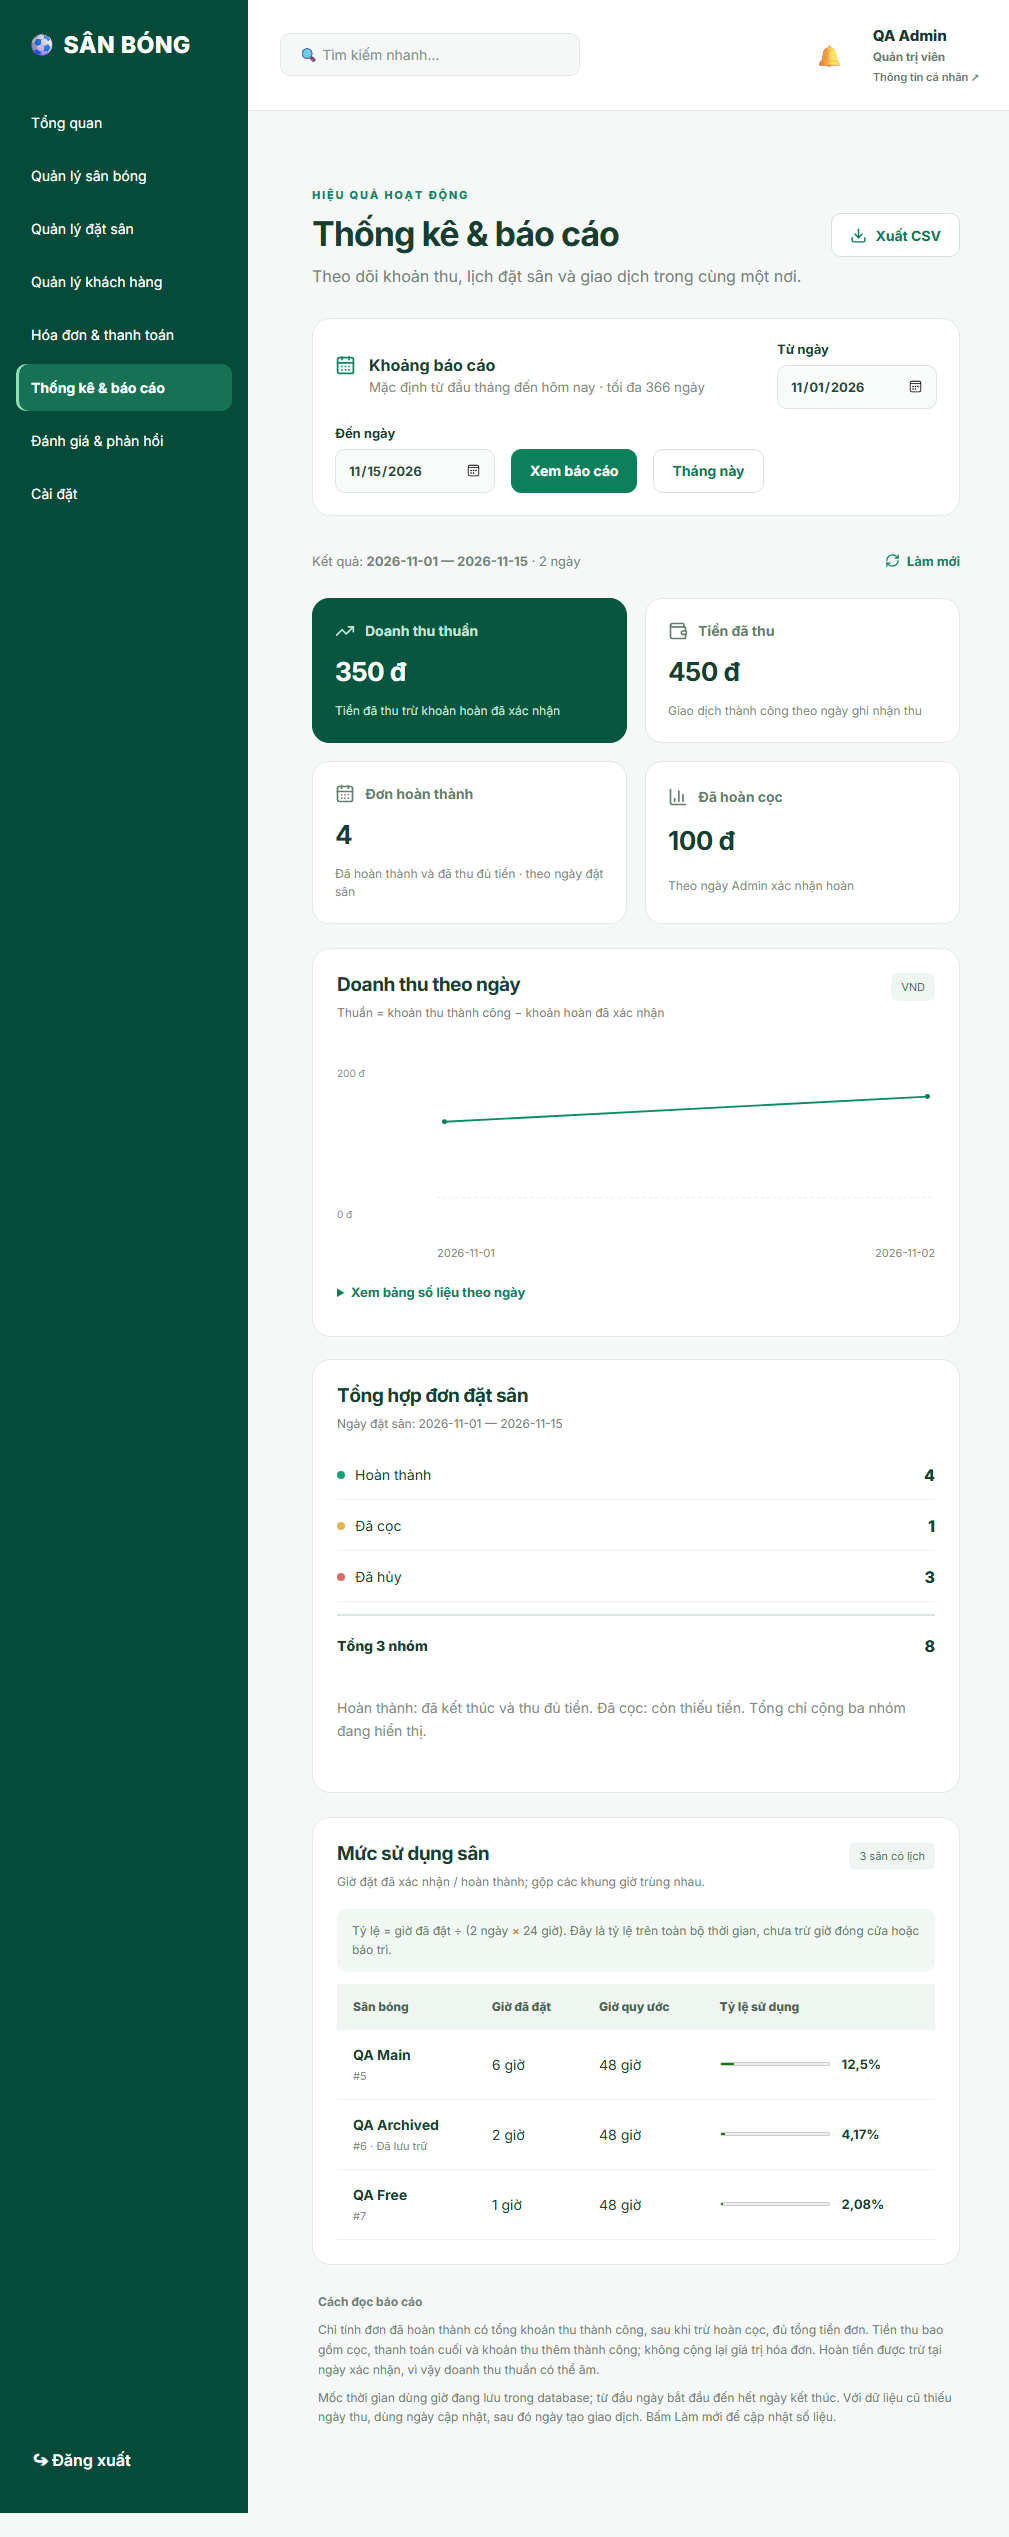 SÂN BÓNG
Tìm kiếm nhanh...
QA Admin
Quản trị viên
Thông tin cá nhân ↗
Tổng quan
Quản lý sân bóng
Quản lý đặt sân
Quản lý khách hàng
Hóa đơn & thanh toán
Thống kê & báo cáo
Đánh giá & phản hồi
Cài đặt
Đăng xuất
HIỆU QUẢ HOẠT ĐỘNG
Thống kê & báo cáo
Xuất CSV
Theo dõi khoản thu, lịch đặt sân và giao dịch trong cùng một nơi.
Khoảng báo cáo
Mặc định từ đầu tháng đến hôm nay · tối đa 366 ngày
Từ ngày
11/01/2026
Đến ngày
11/15/2026
Xem báo cáo
Tháng này
Kết quả: 2026-11-01 — 2026-11-15 · 2 ngày
Làm mới
Doanh thu thuần
350 đ
Tiền đã thu trừ khoản hoàn đã xác nhận
Tiền đã thu
450 đ
Giao dịch thành công theo ngày ghi nhận thu
Đơn hoàn thành
4
Đã hoàn thành và đã thu đủ tiền · theo ngày đặt
sân
Đã hoàn cọc
100 đ
Theo ngày Admin xác nhận hoàn
Doanh thu theo ngày
VND
Thuần = khoản thu thành công − khoản hoàn đã xác nhận
200 đ
0 đ
2026-11-01
2026-11-02
Xem bảng số liệu theo ngày
Tổng hợp đơn đặt sân
Ngày đặt sân: 2026-11-01 — 2026-11-15
Hoàn thành 4
Đã cọc 1
Đã hủy 3
Tổng 3 nhóm 8
Hoàn thành: đã kết thúc và thu đủ tiền. Đã cọc: còn thiếu tiền. Tổng chỉ cộng ba nhóm
đang hiển thị.
Mức sử dụng sân
3 sân có lịch
Giờ đặt đã xác nhận / hoàn thành; gộp các khung giờ trùng nhau.
Tỷ lệ = giờ đã đặt ÷ (2 ngày × 24 giờ). Đây là tỷ lệ trên toàn bộ thời gian, chưa trừ giờ đóng cửa hoặc
bảo trì.
Sân bóng Giờ đã đặt Giờ quy ước Tỷ lệ sử dụng
QA Main
#5
6 giờ 48 giờ 12,5%
QA Archived
#6 · Đã lưu trữ
2 giờ 48 giờ 4,17%
QA Free
#7
1 giờ 48 giờ 2,08%
Cách đọc báo cáo
Chỉ tính đơn đã hoàn thành có tổng khoản thu thành công, sau khi trừ hoàn cọc, đủ tổng tiền đơn. Tiền thu bao
gồm cọc, thanh toán cuối và khoản thu thêm thành công; không cộng lại giá trị hóa đơn. Hoàn tiền được trừ tại
ngày xác nhận, vì vậy doanh thu thuần có thể âm.
Mốc thời gian dùng giờ đang lưu trong database; từ đầu ngày bắt đầu đến hết ngày kết thúc. Với dữ liệu cũ thiếu
ngày thu, dùng ngày cập nhật, sau đó ngày tạo giao dịch. Bấm Làm mới để cập nhật số liệu.